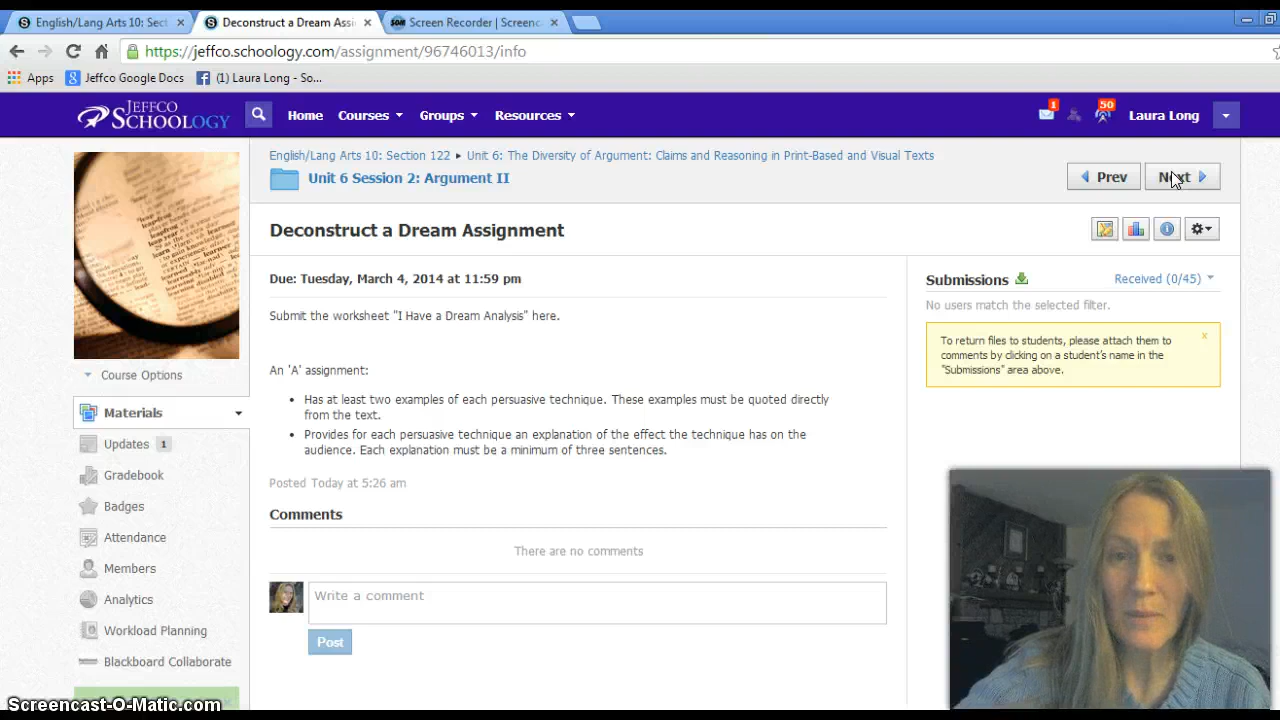 English/Lang Arts 10: Sec
Deconstruct a Dream Assi
Screen Recorder | Screenc
https://jeffco.schoology.com/assignment/96746013/info
Apps
Jeffco Google Docs
(1) Laura Long - So...
JEFFCO
SCHOOLOGY
Home
Courses
Groups
Resources
1
50
Laura Long
English/Lang Arts 10: Section 122 ▸ Unit 6: The Diversity of Argument: Claims and Reasoning in Print-Based and Visual Texts
Unit 6 Session 2: Argument II
Prev
Next
Deconstruct a Dream Assignment
Due: Tuesday, March 4, 2014 at 11:59 pm
Submit the worksheet "I Have a Dream Analysis" here.
An 'A' assignment:
• Has at least two examples of each persuasive technique. These examples must be quoted directly
from the text.
• Provides for each persuasive technique an explanation of the effect the technique has on the
audience. Each explanation must be a minimum of three sentences.
Posted Today at 5:26 am
Comments
There are no comments
Write a comment
Post
Submissions
Received (0/45)
No users match the selected filter.
To return files to students, please attach them to
comments by clicking on a student's name in the
"Submissions" area above.
x
Course Options
Materials
Updates 1
Gradebook
Badges
Attendance
Members
Analytics
Workload Planning
Blackboard Collaborate
Screencast-O-Matic.com